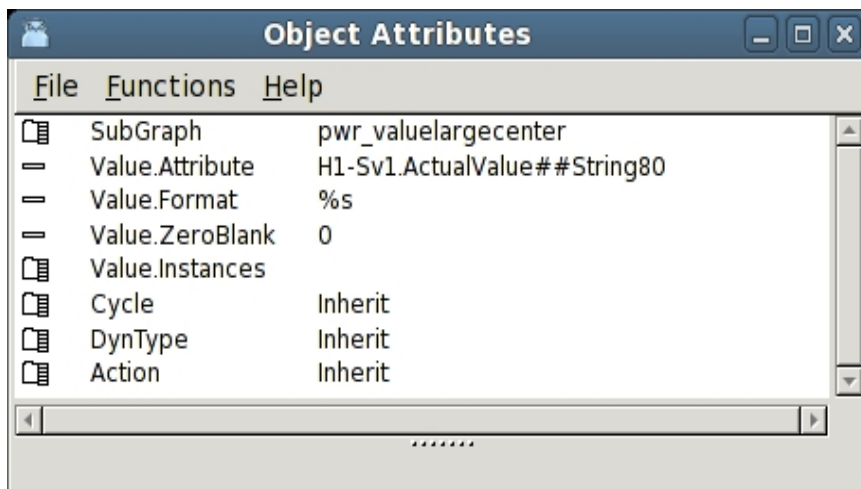 Object Attributes
File Functions Help
SubGraph pwr_valuelargecenter
Value.Attribute H1-Sv1.ActualValue##String80
Value.Format %s
Value.ZeroBlank 0
Value.Instances
Cycle Inherit
DynType Inherit
Action Inherit